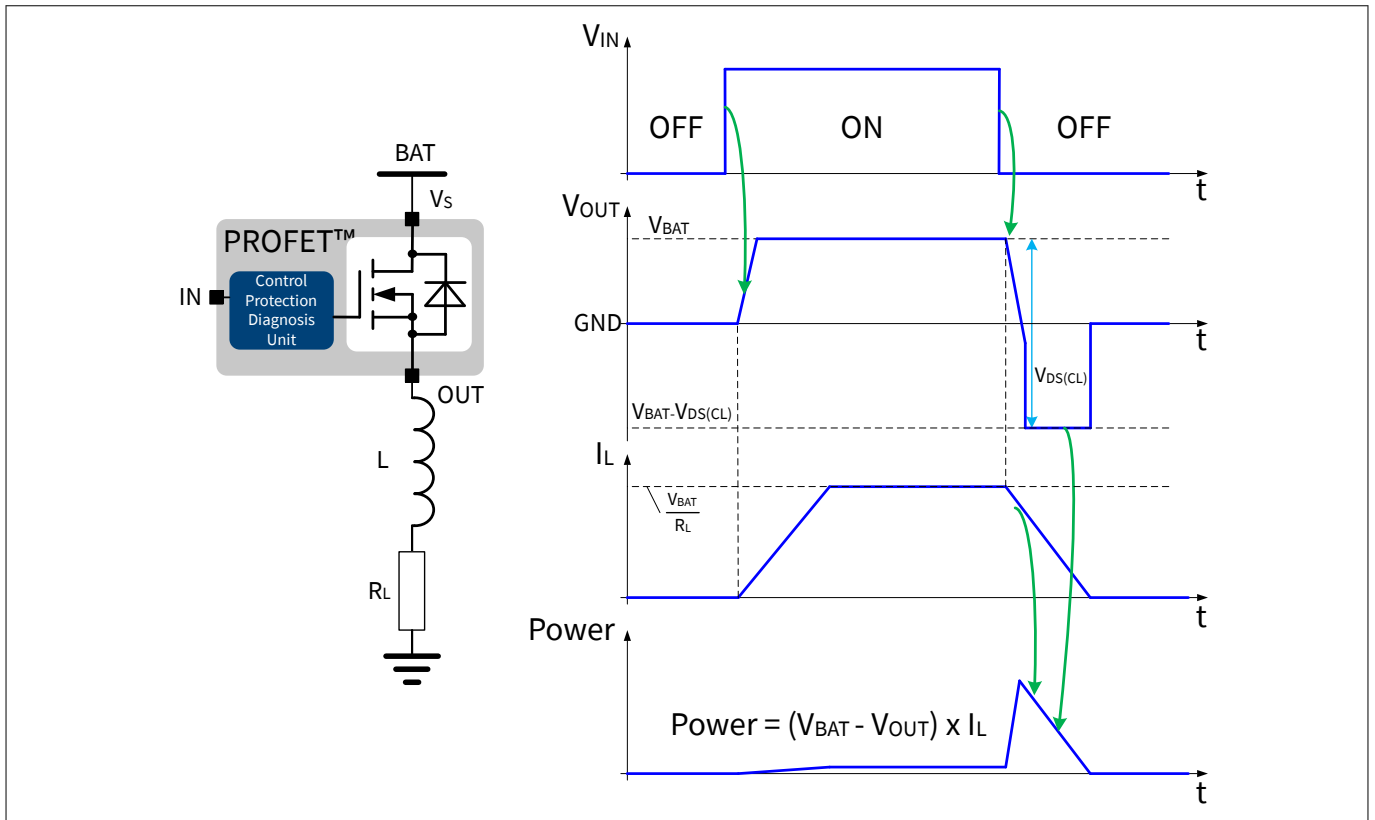 BAT
VS
PROFET™
IN
Control
Protection
Diagnosis
Unit
OUT
L
RL
VIN
OFF
ON
OFF
t
VOUT
VBAT
GND
t
VDS(CL)
VBAT-VDS(CL)
IL
VBAT
RL
t
Power
Power = (VBAT - VOUT) x IL
t